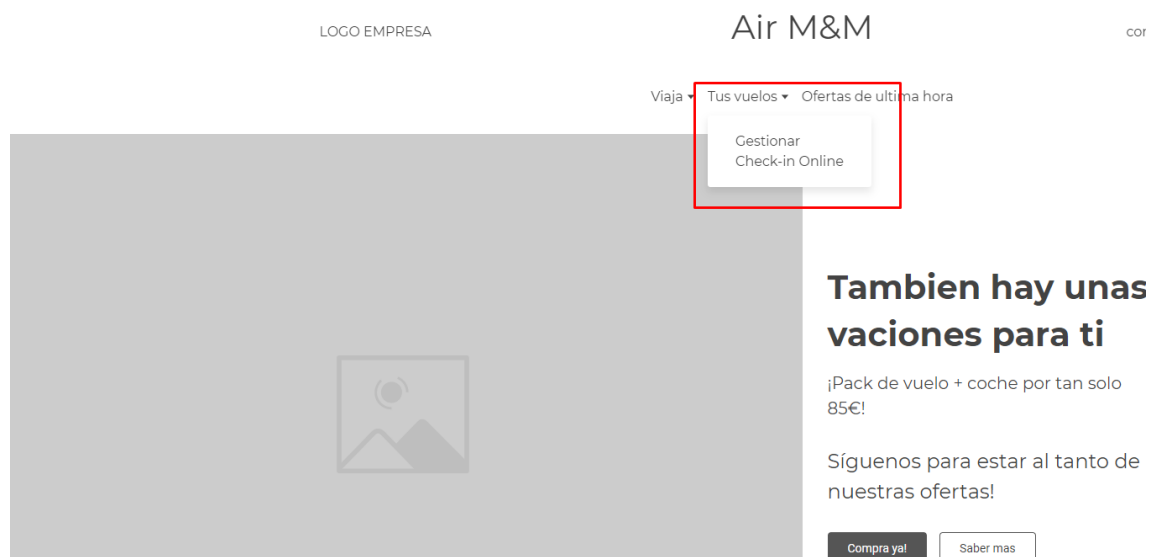 LOGO EMPRESA
Air M&M
Viaja Tus vuelos Ofertas de ultima hora
Gestionar
Check-in Online
Tambien hay unas
vaciones para ti
¡Pack de vuelo + coche por tan solo
85€!
Síguenos para estar al tanto de
nuestras ofertas!
Compra ya! Saber mas